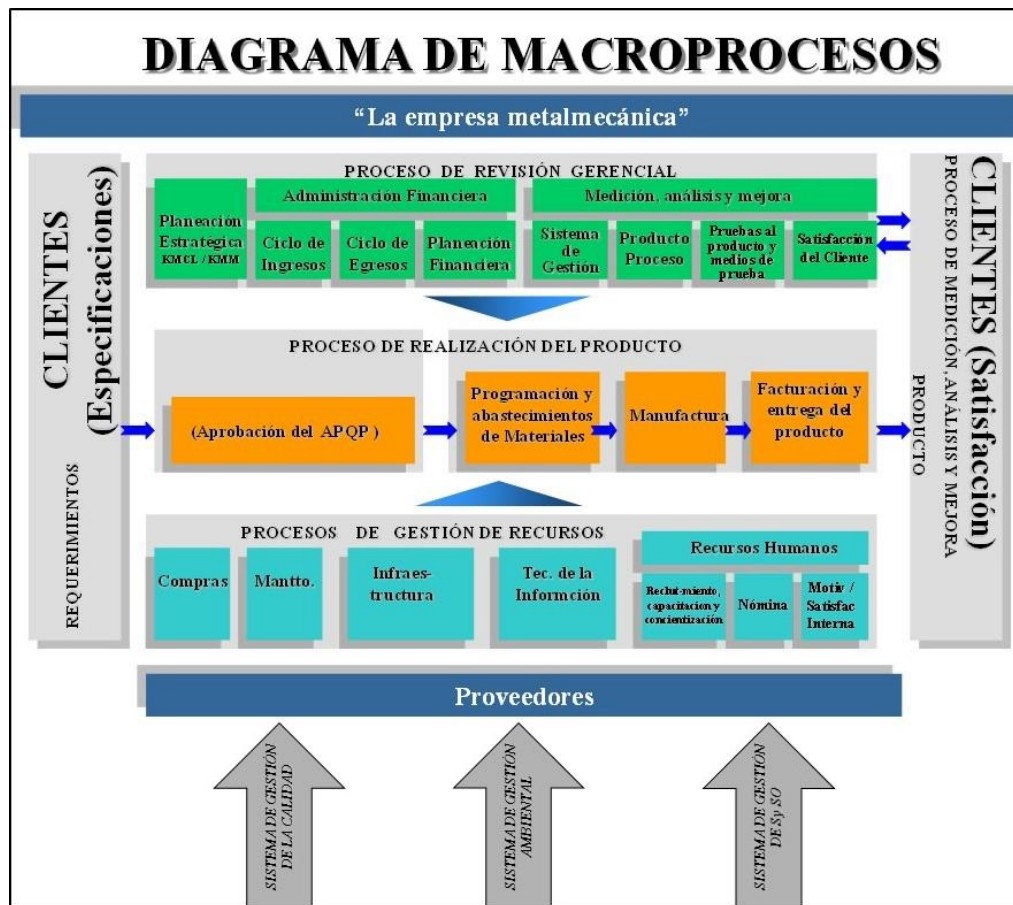 DIAGRAMA DE MACROPROCESOS
“La empresa metalmecánica”
CLIENTES
(Especificaciones)
REQUERIMIENTOS
PROCESO DE REVISIÓN GERENCIAL
Planeación
Estrategica
KMCL / KMM
Administración Financiera
Ciclo de
Ingresos
Ciclo de
Egresos
Planeación
Financiera
Medición, análisis y mejora
Sistema
de
Gestión
Producto
Proceso
Pruebas al
producto y
medios de
prueba
Satisfacción
del Cliente
PROCESO DE REALIZACIÓN DEL PRODUCTO
(Aprobación del APQP )
Programación y
abastecimientos
de Materiales
Manufactura
Facturación y
entrega del
producto
PROCESOS DE GESTIÓN DE RECURSOS
Compras
Mantto.
Infraes-
tructura
Tec. de la
Informción
Recursos Humanos
Reclut-miento,
capacitacion y
concientización
Nómina
Motiv /
Satisfac
Interna
CLIENTES (Satisfacción)
PROCESO DE MEDICIÓN, ANÁLISIS Y MEJORA
PRODUCTO
Proveedores
SISTEMA DE GESTIÓN
DE LA CALIDAD
SISTEMA DE GESTIÓN
AMBIENTAL
SISTEMA DE GESTIÓN
DE Sy SO